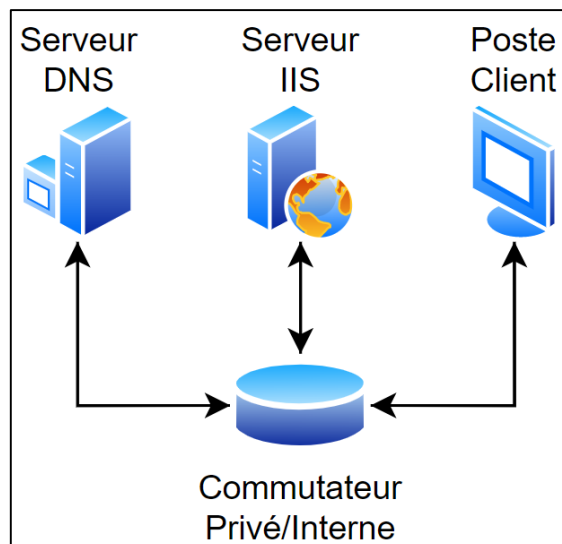 Serveur
DNS
Serveur
IIS
Poste
Client
Commutateur
Privé/Interne